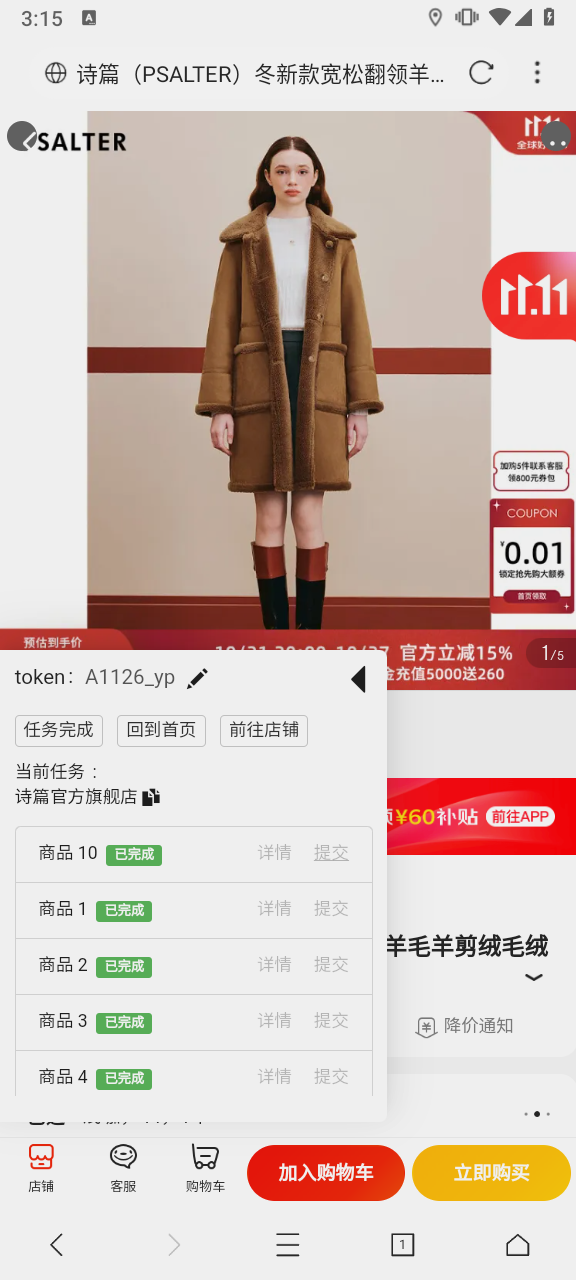 3:15
A
诗篇（PSALTER）冬新款宽松翻领羊...
SALTER
11.11
11.11
加购5件联系客服
领800元券包
COUPON
¥0.01
锁定抢先购大额券
首页领取
预估到手价
官方立减15%
金充值5000送260
1/5
token: A1126_yp
任务完成
回到首页
前往店铺
当前任务：
诗篇官方旗舰店
¥60补贴 前往APP
商品 10 已完成 详情 提交
商品 1 已完成 详情 提交
羊毛羊剪绒毛绒
商品 2 已完成 详情 提交
商品 3 已完成 详情 提交
降价通知
商品 4 已完成 详情 提交
店铺
客服
购物车
加入购物车
立即购买
1